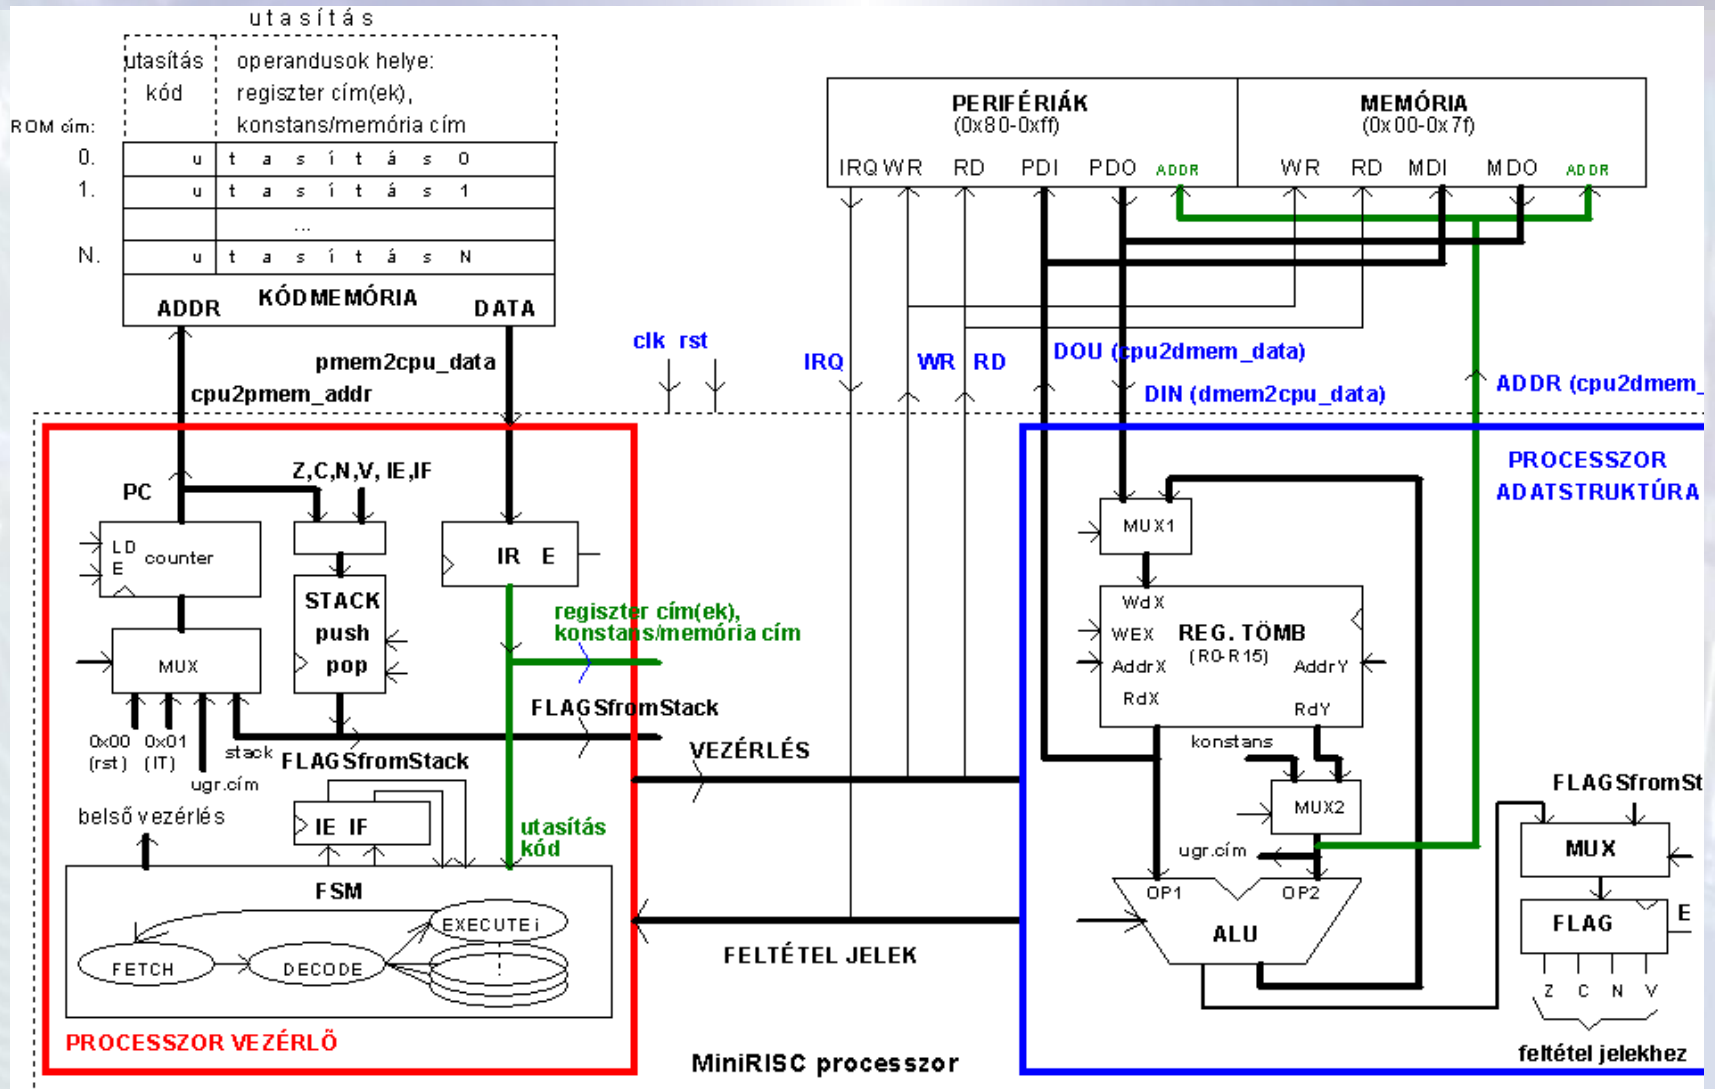 utasítás
utasítás
kód
operandusok helye:
regiszter cím(ek),
konstans/memória cím
ROM cím:
0.
u t a s í t á s 0
1.
u t a s í t á s 1
...
N.
u t a s í t á s N
KÓDMEMÓRIA
ADDR
DATA
pmem2cpu_data
cpu2pmem_addr
clk rst
PERIFÉRIÁK
(0x80-0xff)
MEMÓRIA
(0x00-0x7f)
IRQ WR RD PDI PDO ADDR
WR RD MDI MDO ADDR
IRQ
WR RD
DOU (cpu2dmem_data)
DIN (dmem2cpu_data)
ADDR (cpu2dmem_
PC
Z,C,N,V, IE,IF
LD
E
counter
STACK
push
pop
IR E
MUX
0x00
(rst)
0x01
(IT)
ugr.cím
stack
FLAGSfromStack
regiszter cím(ek),
konstans/memória cím
FLAGSfromStack
belső vezérlés
IE IF
utasítás
kód
FSM
FETCH
DECODE
EXECUTEi
PROCESSZOR VEZÉRLŐ
VEZÉRLÉS
FELTÉTEL JELEK
MiniRISC processzor
PROCESSZOR
ADATSTRUKTÚRA
MUX1
WdX
WEX
REG. TÖMB
(R0-R15)
AddrX
AddrY
RdX
RdY
konstans
MUX2
ugr.cím
OP1
OP2
ALU
FLAGSfromSt
MUX
FLAG
E
Z C N V
feltétel jelekhez